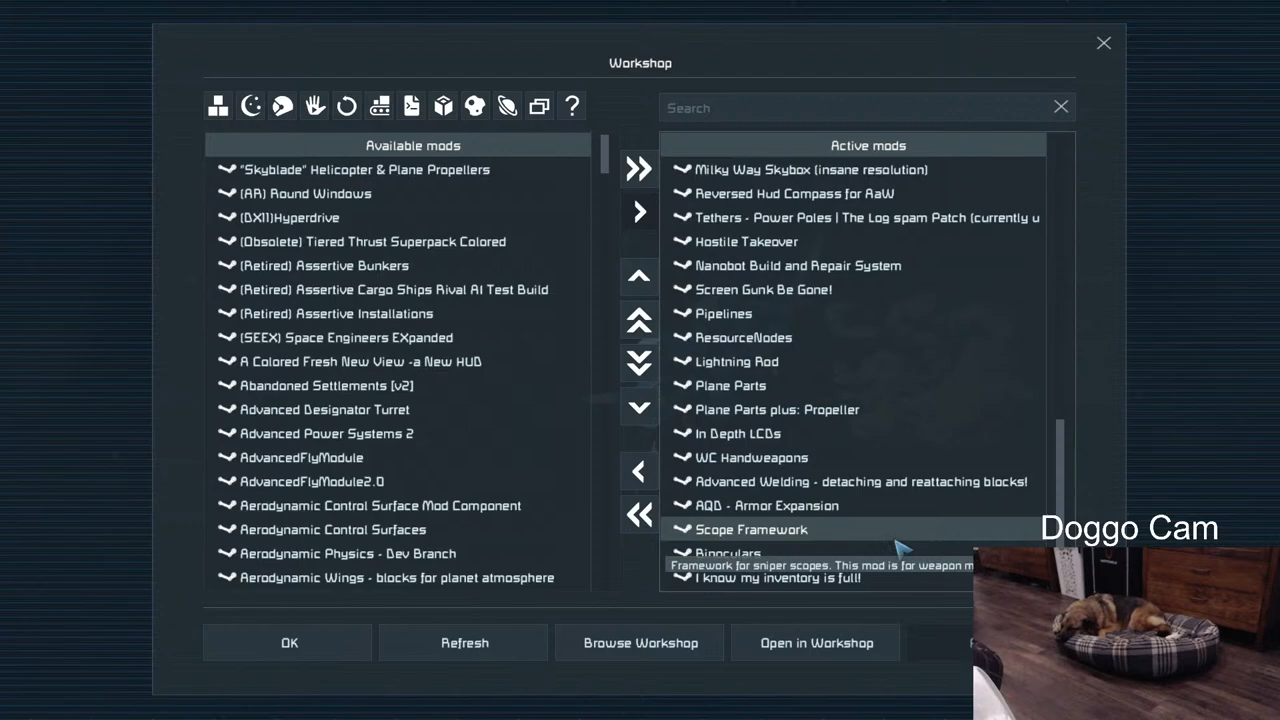 Workshop
Search
?
Available mods
"Skyblade" Helicopter & Plane Propellers
(AR) Round Windows
(DX11)Hyperdrive
(Obsolete) Tiered Thrust Superpack Colored
(Retired) Assertive Bunkers
(Retired) Assertive Cargo Ships Rival AI Test Build
(Retired) Assertive Installations
(SEEX) Space Engineers EXpanded
A Colored Fresh New View -a New HUD
Abandoned Settlements [v2]
Advanced Designator Turret
Advanced Power Systems 2
AdvancedFlyModule
AdvancedFlyModule2.0
Aerodynamic Control Surface Mod Component
Aerodynamic Control Surfaces
Aerodynamic Physics - Dev Branch
Aerodynamic Wings - blocks for planet atmosphere
Active mods
Milky Way Skybox (insane resolution)
Reversed Hud Compass for AaW
Tethers - Power Poles | The Log spam Patch (currently u
Hostile Takeover
Nanobot Build and Repair System
Screen Gunk Be Gone!
Pipelines
ResourceNodes
Lightning Rod
Plane Parts
Plane Parts plus: Propeller
In Depth LCDs
WC Handweapons
Advanced Welding - detaching and reattaching blocks!
AQD - Armor Expansion
Scope Framework
Binoculars
Framework for sniper scopes. This mod is for weapon m
I know my inventory is full!
Doggo Cam
OK
Refresh
Browse Workshop
Open in Workshop